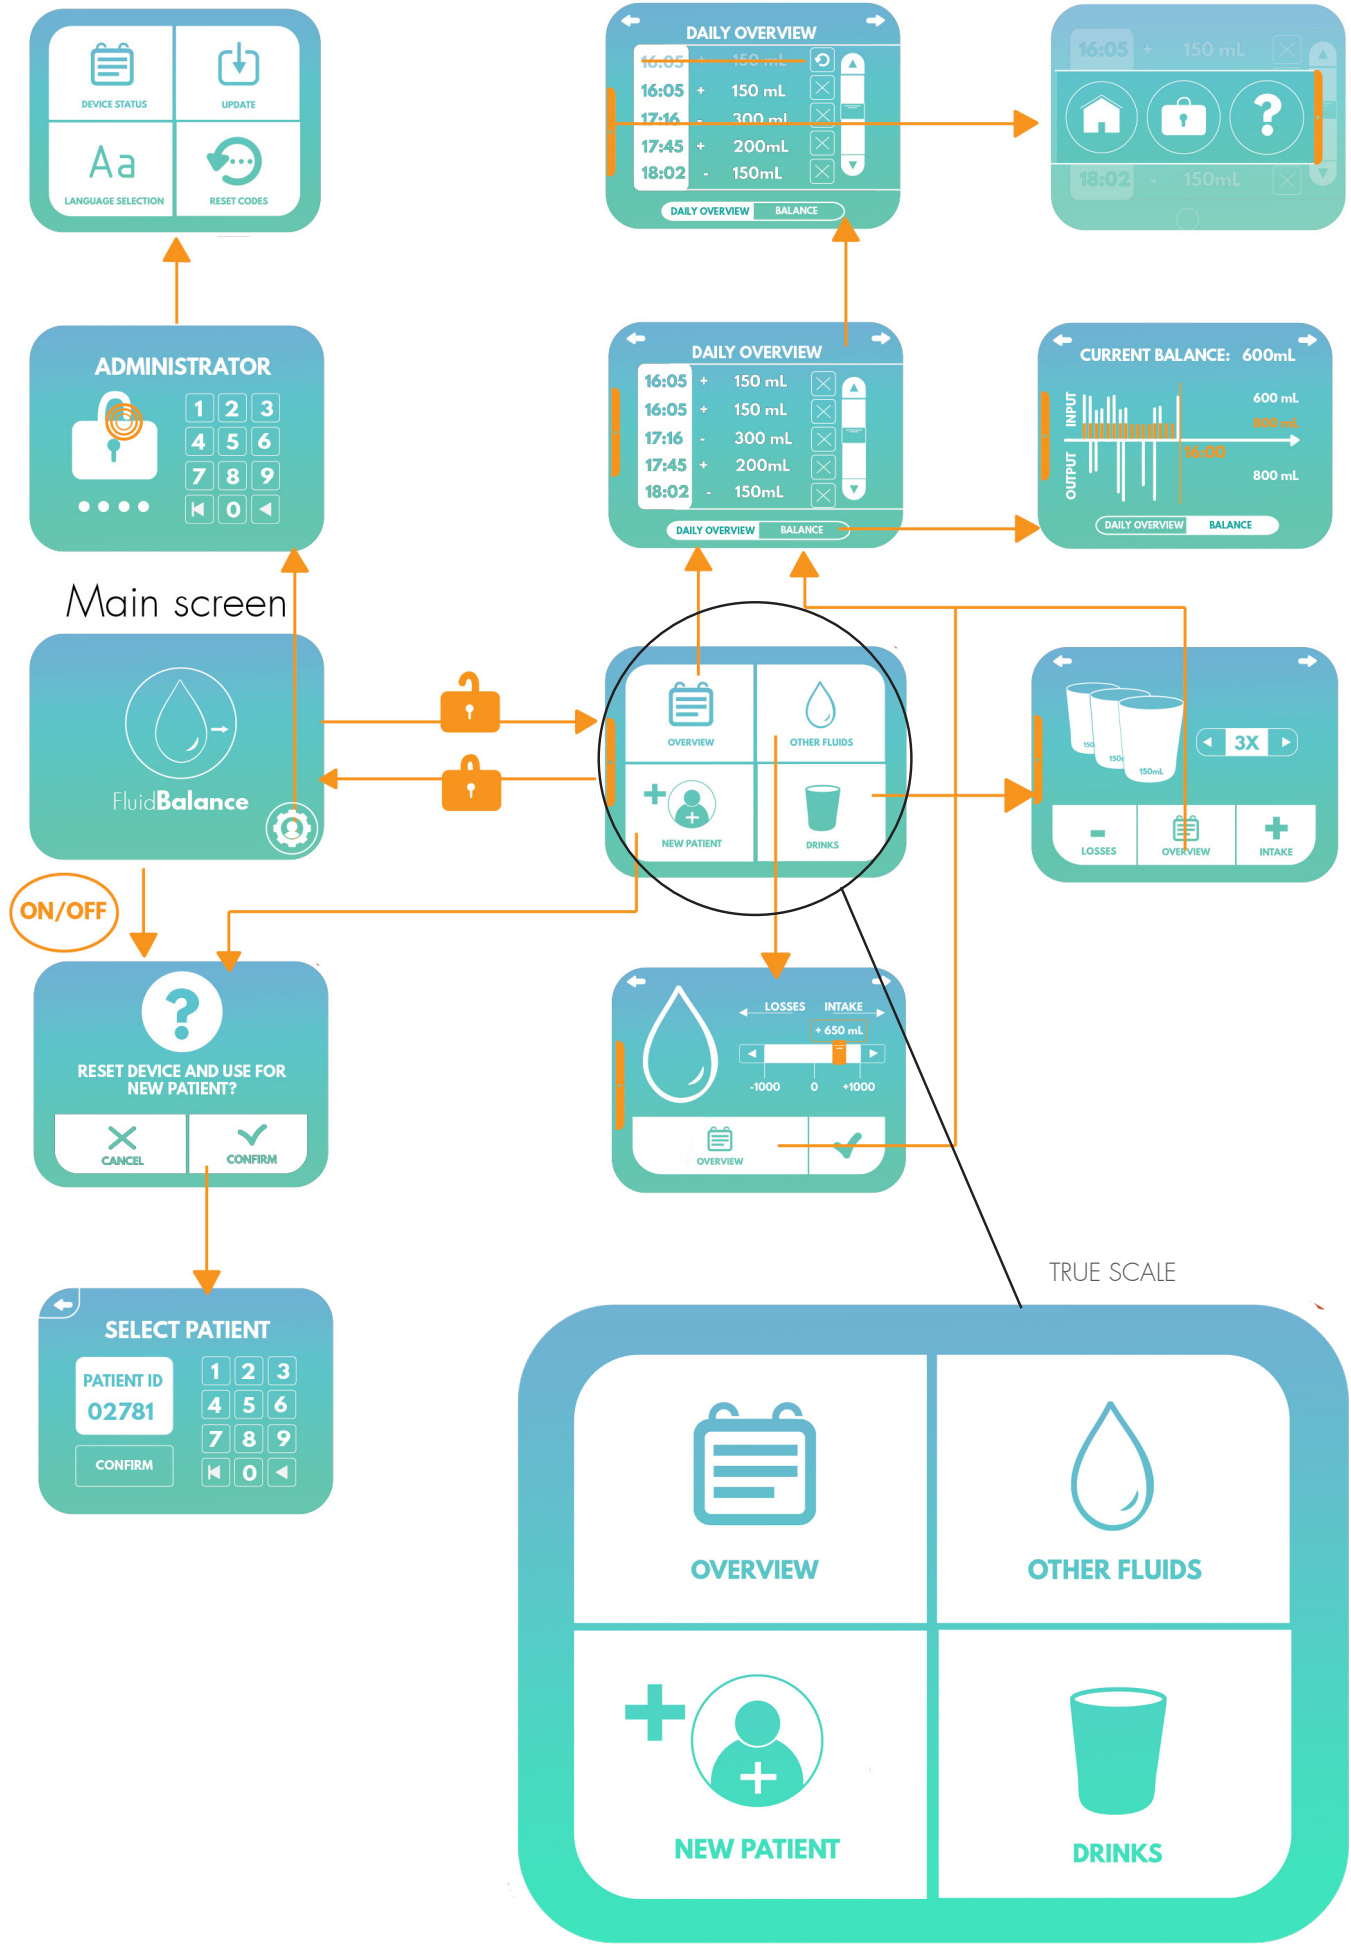 DEVICE STATUS
UPDATE
Aa
LANGUAGE SELECTION
RESET CODES
DAILY OVERVIEW
16:05 + 150 mL
16:05 + 150 mL
17:16 - 300 mL
17:45 + 200mL
18:02 - 150mL
DAILY OVERVIEW BALANCE
16:05 + 150 mL
?
18:02 - 150mL
ADMINISTRATOR
1 2 3
4 5 6
7 8 9
0
DAILY OVERVIEW
16:05 + 150 mL
16:05 + 150 mL
17:16 - 300 mL
17:45 + 200mL
18:02 - 150mL
DAILY OVERVIEW BALANCE
CURRENT BALANCE: 600mL
INPUT
OUTPUT
600 mL
800 mL
16:00
800 mL
DAILY OVERVIEW BALANCE
Main screen
FluidBalance
ON/OFF
OVERVIEW
OTHER FLUIDS
NEW PATIENT
DRINKS
150mL
3X
LOSSES
OVERVIEW
INTAKE
?
RESET DEVICE AND USE FOR
NEW PATIENT?
CANCEL
CONFIRM
LOSSES INTAKE
+ 650 mL
-1000 0 +1000
OVERVIEW
SELECT PATIENT
PATIENT ID
02781
CONFIRM
1 2 3
4 5 6
7 8 9
0
TRUE SCALE
OVERVIEW
OTHER FLUIDS
NEW PATIENT
DRINKS